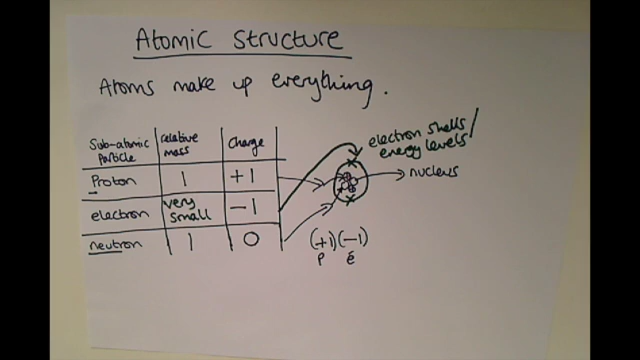 Atomic Structure
Atoms make up everything.
Sub-atomic particle
relative mass
Charge
Proton 1 +1
electron very small -1
neutron 1 0
electron shells/
energy levels
nucleus
(+1)(-1)
p e